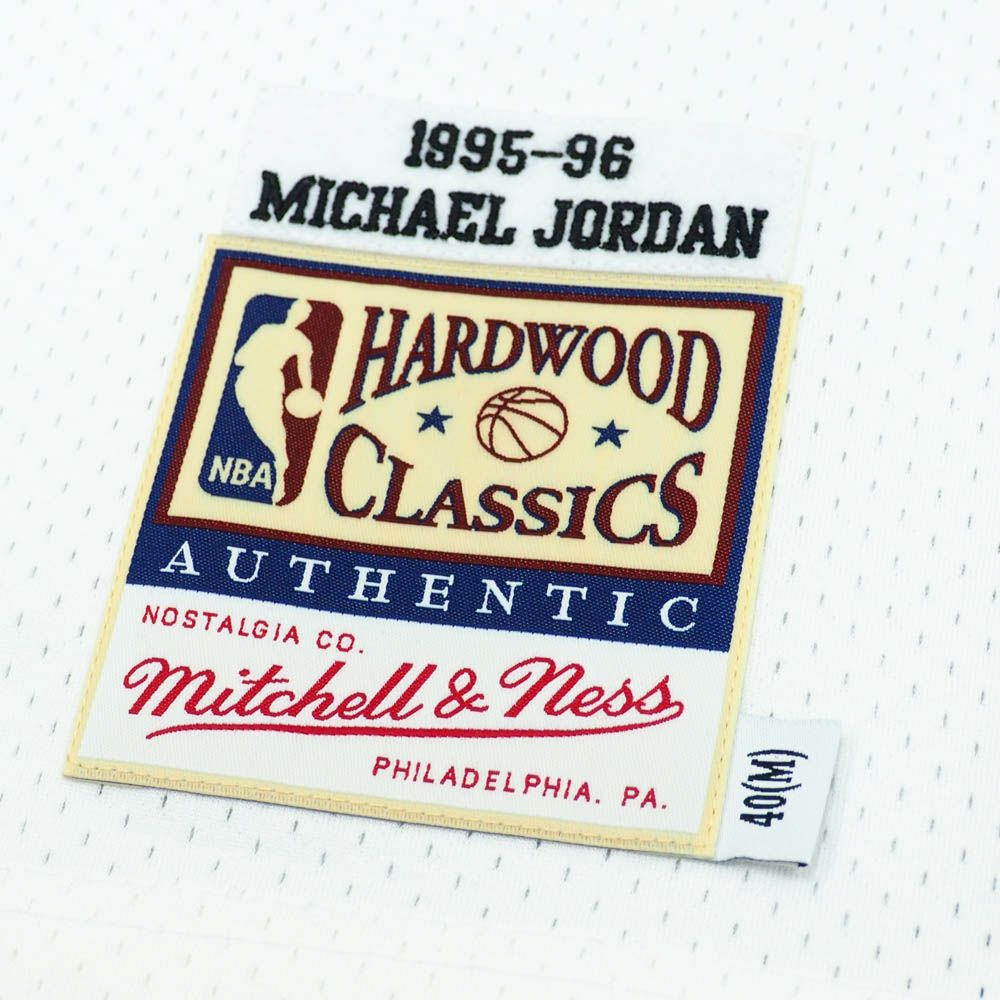 1995-96
MICHAEL JORDAN
NBA
HARDWOOD
CLASSICS
AUTHENTIC
NOSTALGIA CO.
Mitchell & Ness
PHILADELPHIA. PA.
40(M)